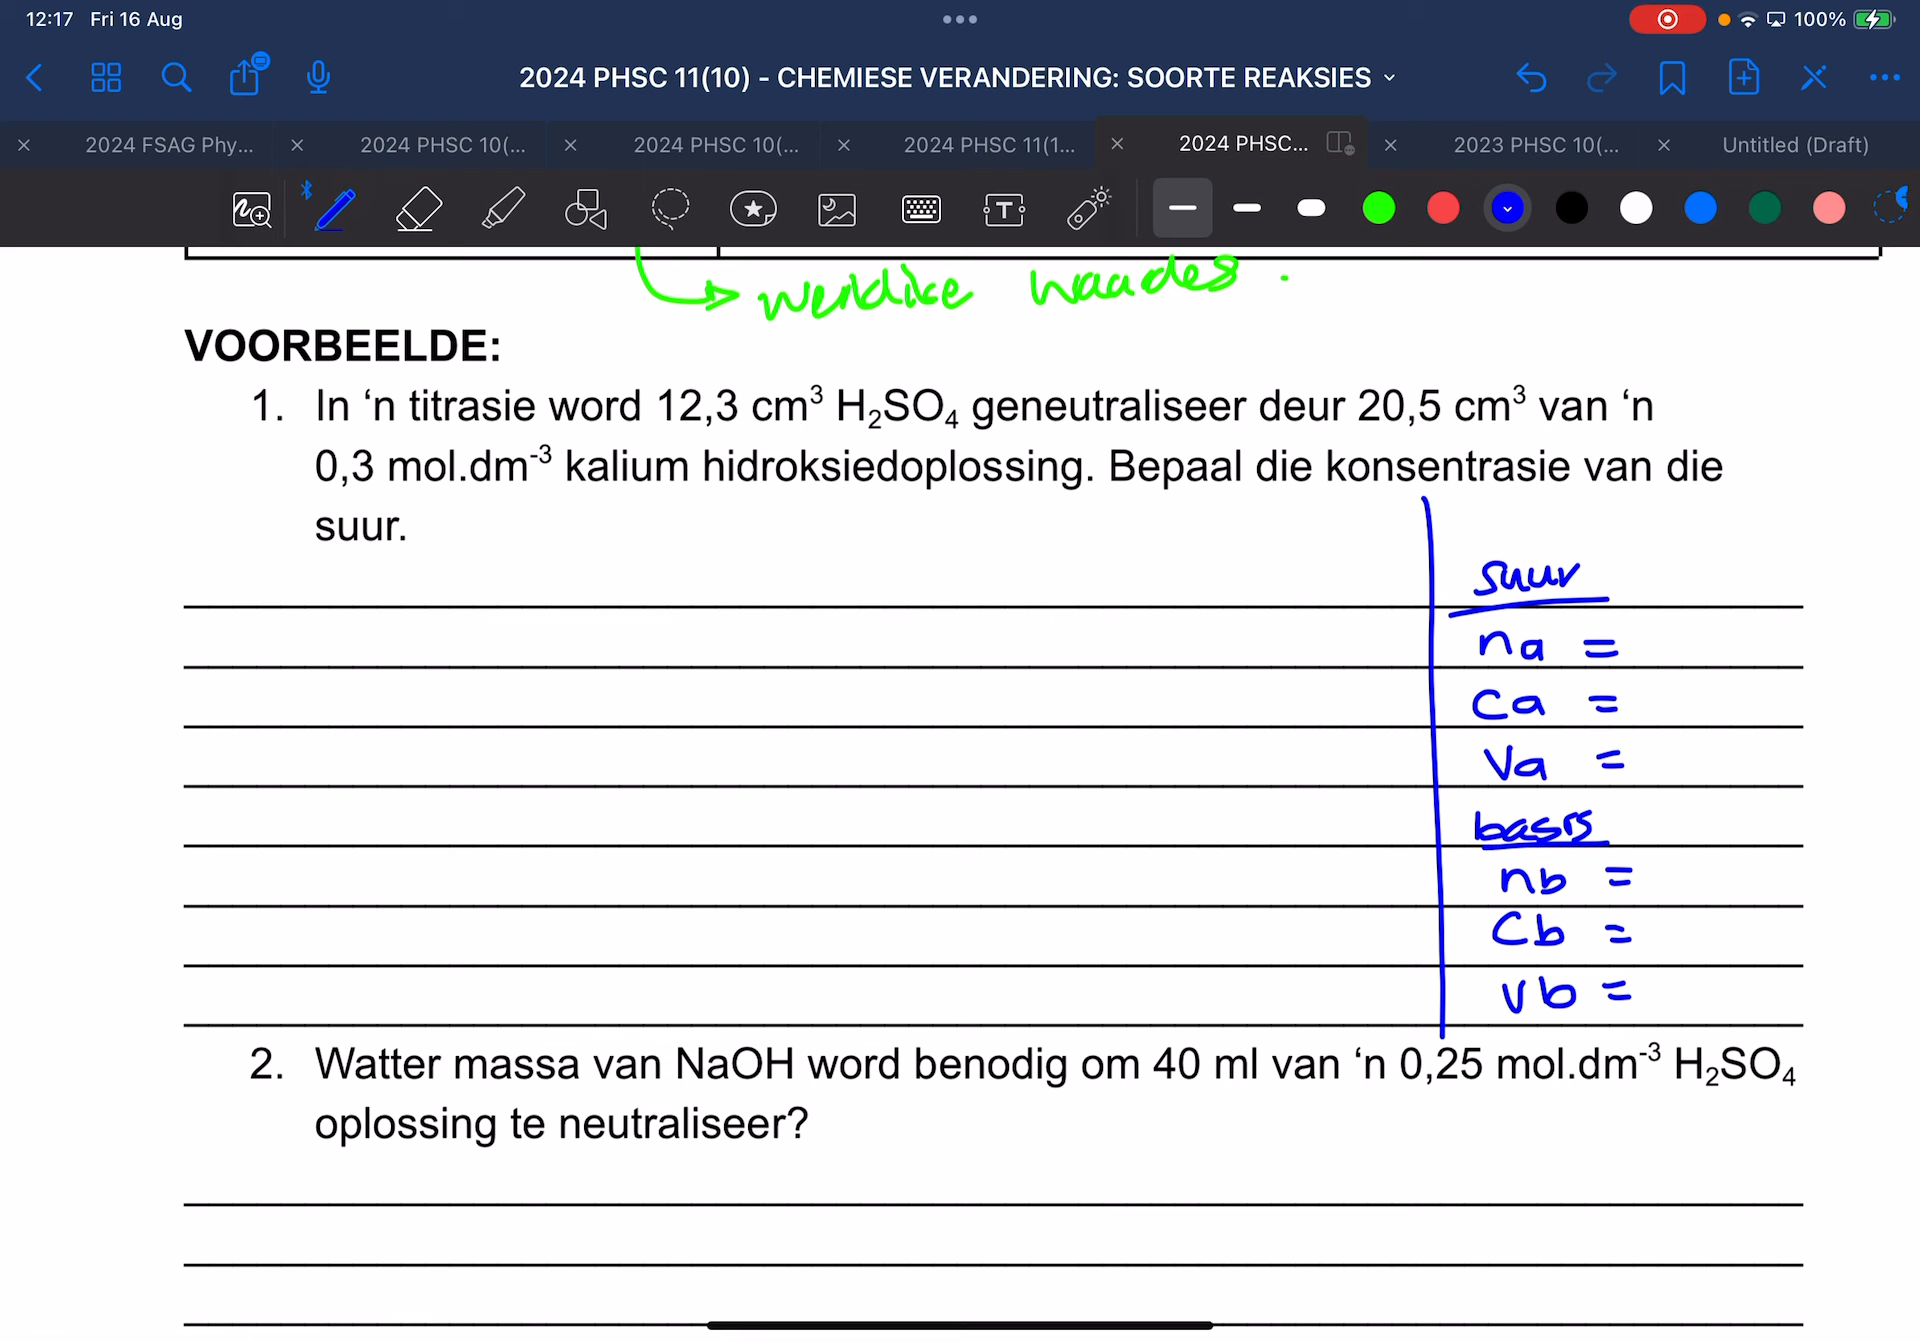 12:17 Fri 16 Aug
100%
2024 PHSC 11(10) - CHEMIESE VERANDERING: SOORTE REAKSIES
2024 FSAG Phy... 2024 PHSC 10(... 2024 PHSC 10(... 2024 PHSC 11(1... 2024 PHSC... 2023 PHSC 10(... Untitled (Draft)
werklike waades.
VOORBEELDE:
1. In ‘n titrasie word 12,3 cm³ H₂SO₄ geneutraliseer deur 20,5 cm³ van ‘n
0,3 mol.dm⁻³ kalium hidroksiedoplossing. Bepaal die konsentrasie van die
suur.
suur
na =
ca =
Va =
basis
nb =
Cb =
Vb =
2. Watter massa van NaOH word benodig om 40 ml van ‘n 0,25 mol.dm⁻³ H₂SO₄
oplossing te neutraliseer?